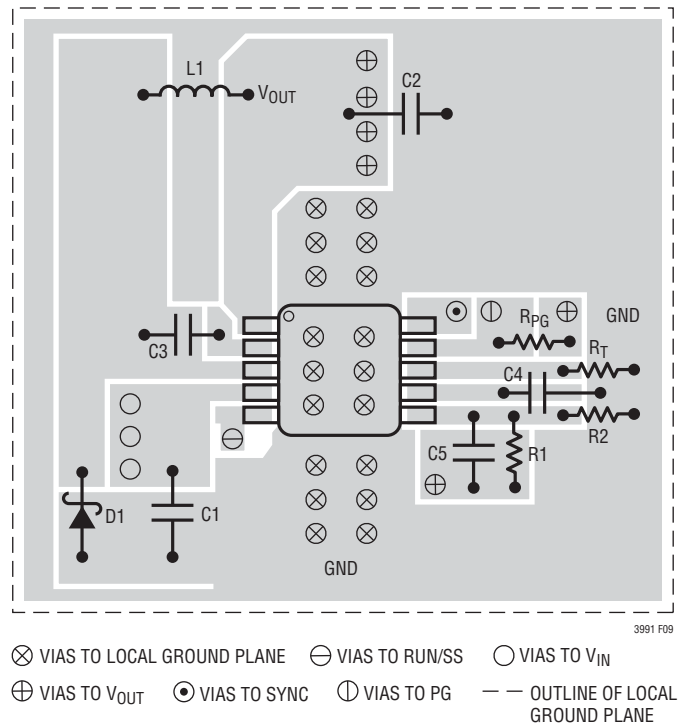 L1
VOUT
C2
C3
RPG
GND
RT
C4
R2
C5
R1
D1
C1
GND
3991 F09
VIAS TO LOCAL GROUND PLANE
VIAS TO RUN/SS
VIAS TO VIN
VIAS TO VOUT
VIAS TO SYNC
VIAS TO PG
OUTLINE OF LOCAL
GROUND PLANE